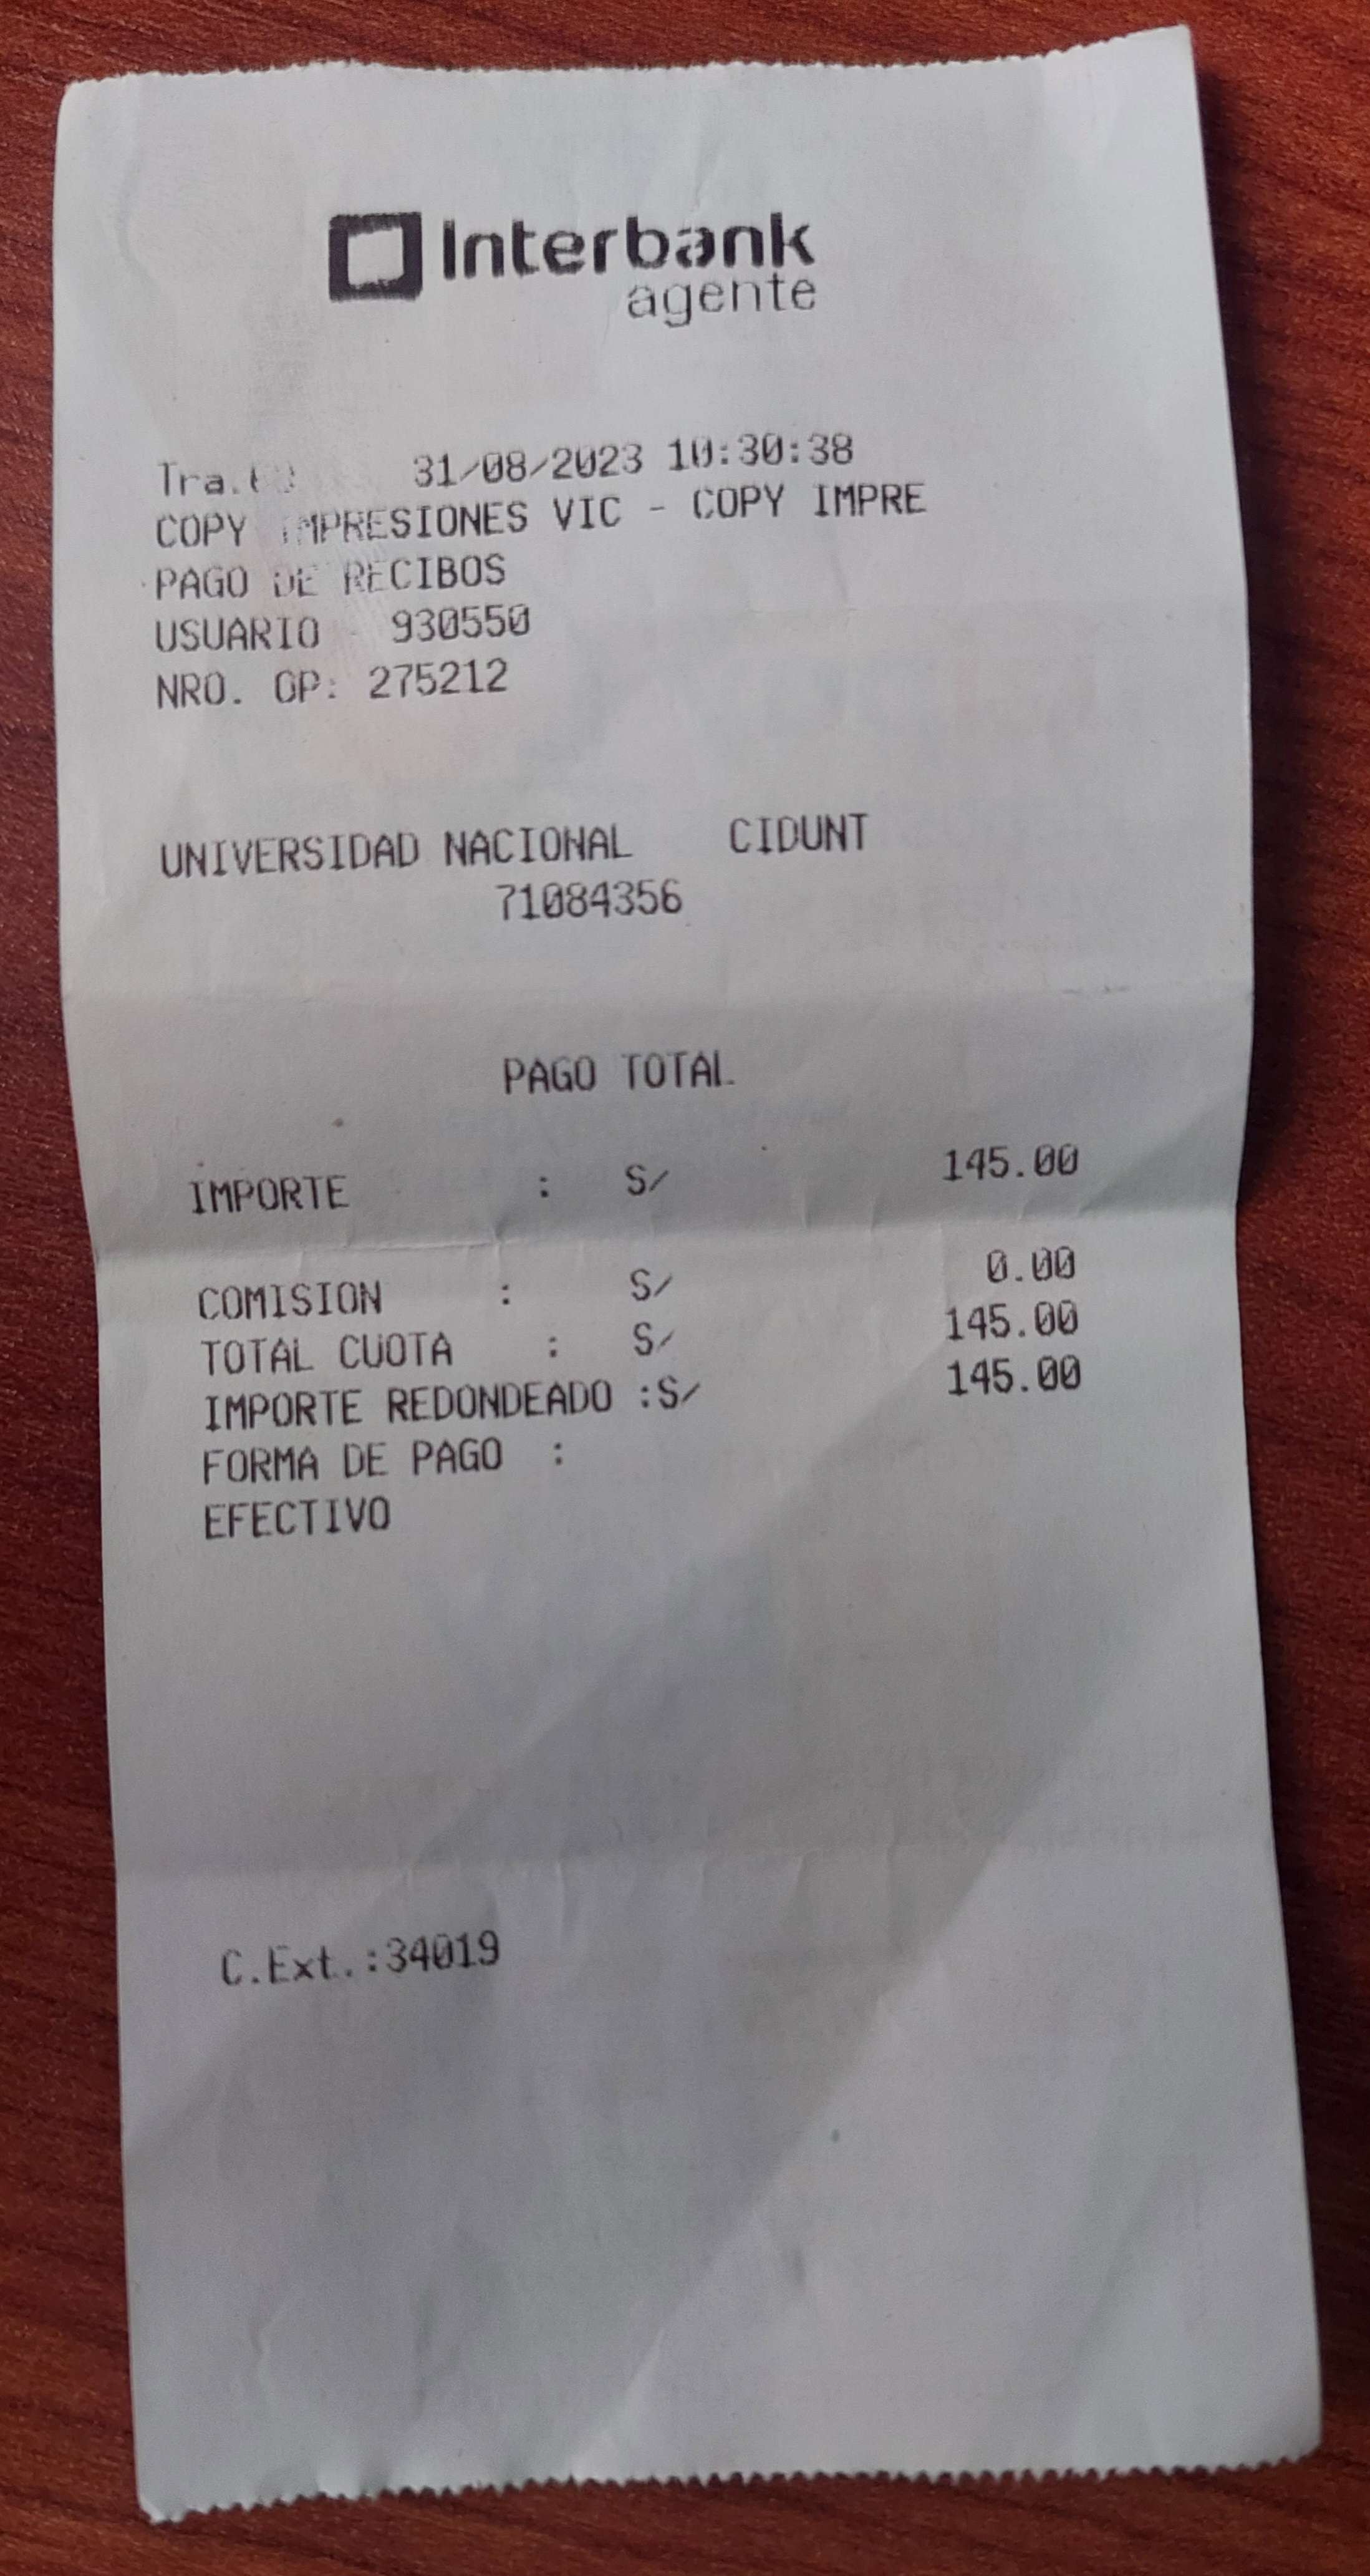 Interbank
agente
31/08/2023 10:30:38
COPY IMPRESIONES VIC - COPY IMPRE
PAGO DE RECIBOS
USUARIO 930550
NRO. OP: 275212
UNIVERSIDAD NACIONAL CIDUNT
71084356
PAGO TOTAL
IMPORTE : S/ 145.00
COMISION : S/ 0.00
TOTAL CUOTA : S/ 145.00
IMPORTE REDONDEADO :S/ 145.00
FORMA DE PAGO :
EFECTIVO
C.Ext.:34019